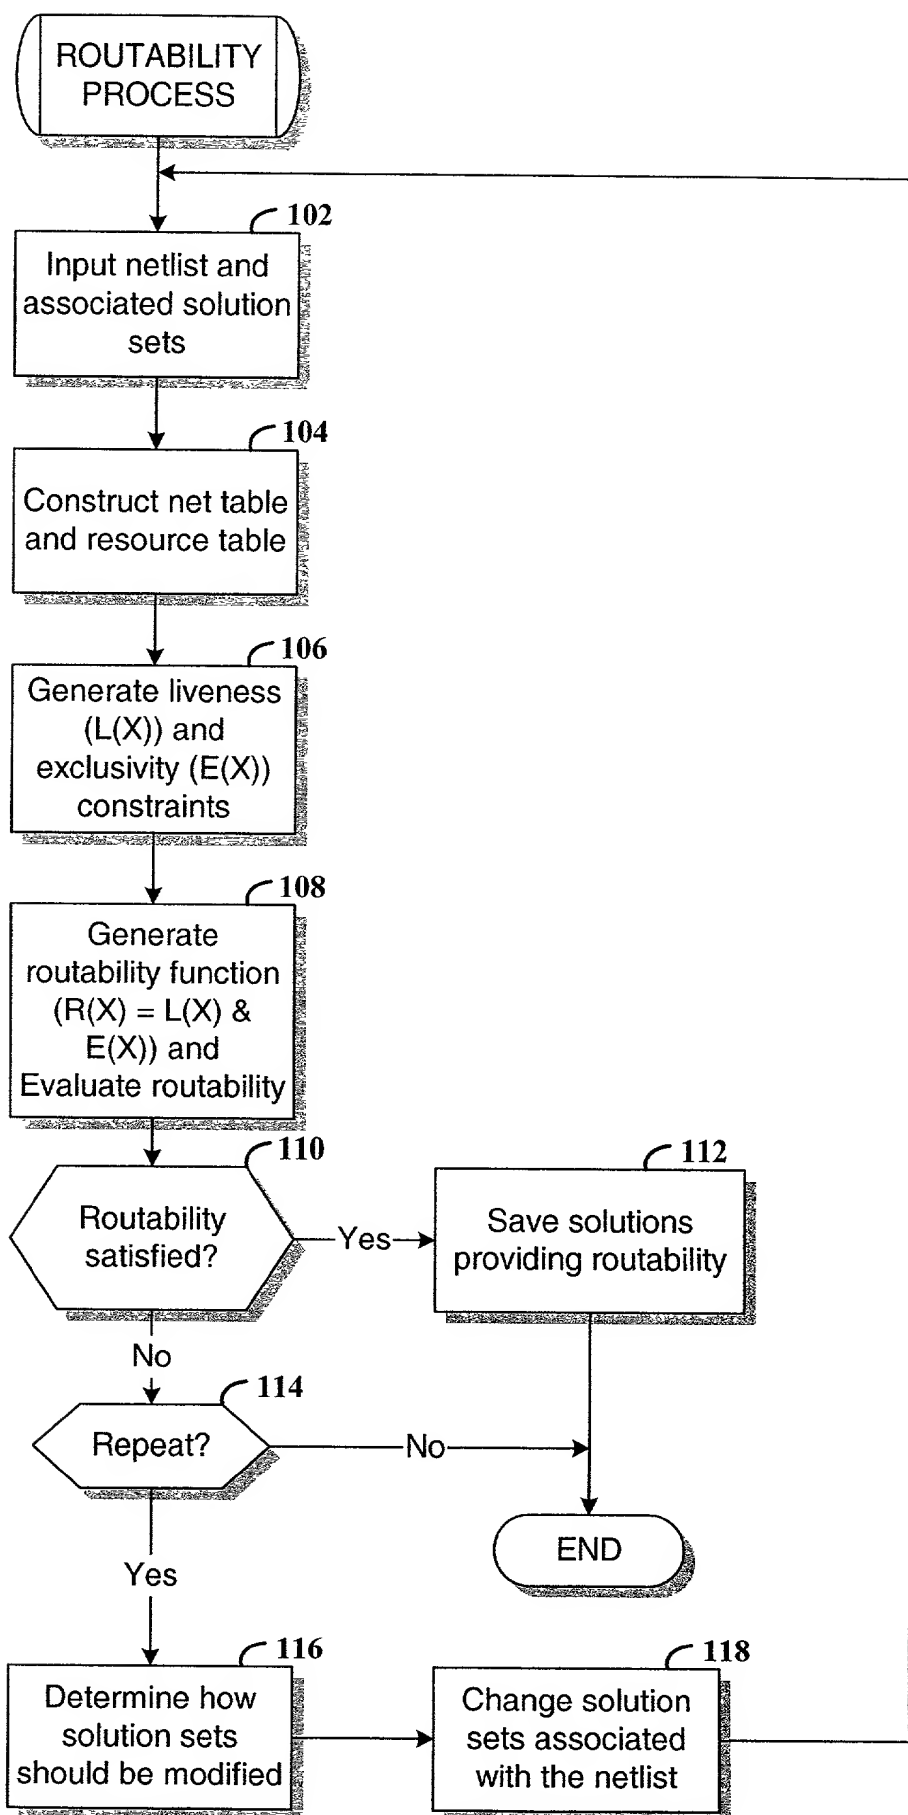 ROUTABILITY
PROCESS
102
Input netlist and
associated solution
sets
104
Construct net table
and resource table
106
Generate liveness
(L(X)) and
exclusivity (E(X))
constraints
108
Generate
routability function
(R(X) = L(X) &
E(X)) and
Evaluate routability
110
Routability
satisfied?
Yes
112
Save solutions
providing routability
No
114
Repeat?
No
END
Yes
116
Determine how
solution sets
should be modified
118
Change solution
sets associated
with the netlist